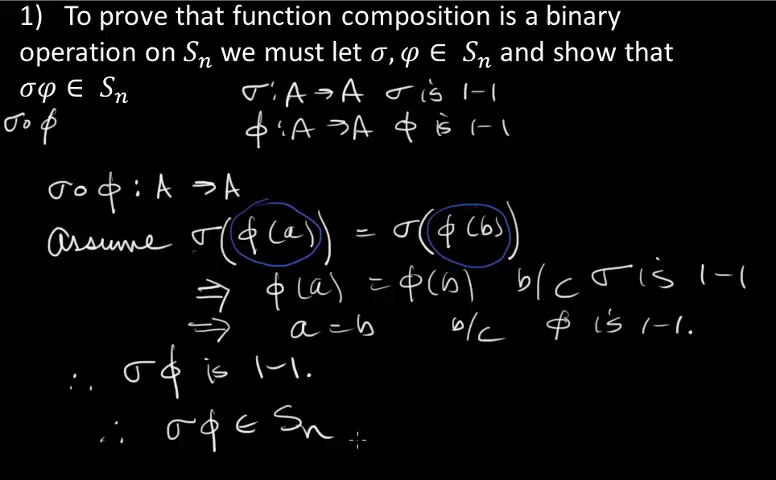 1) To prove that function composition is a binary
operation on Sₙ we must let σ, φ ∈ Sₙ and show that
σφ ∈ Sₙ
σ: A → A σ is 1-1
σ∘ϕ
ϕ: A → A ϕ is 1-1
σ∘ϕ: A → A
Assume σ(ϕ(a)) = σ(ϕ(b))
⇒ ϕ(a) = ϕ(b) b/c σ is 1-1
⇒ a = b b/c ϕ is 1-1.
∴ σϕ is 1-1.
∴ σϕ ∈ Sₙ